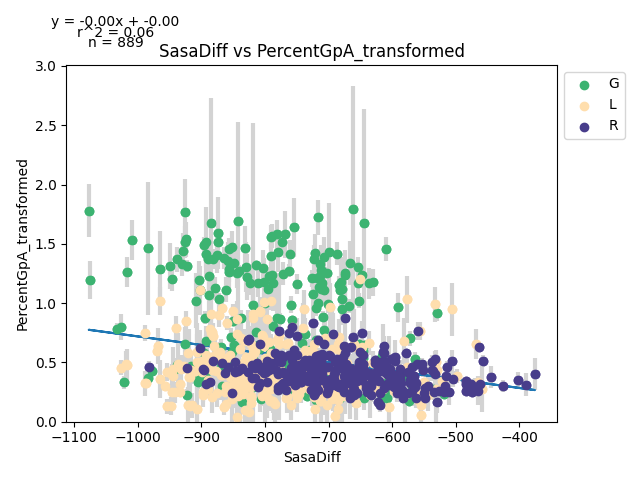 y = -0.00x + -0.00
r^2 = 0.06
n = 889
SasaDiff vs PercentGpA_transformed
G
L
R
PercentGpA_transformed
3.0
2.5
2.0
1.5
1.0
0.5
0.0
−1100 −1000 −900 −800 −700 −600 −500 −400
SasaDiff